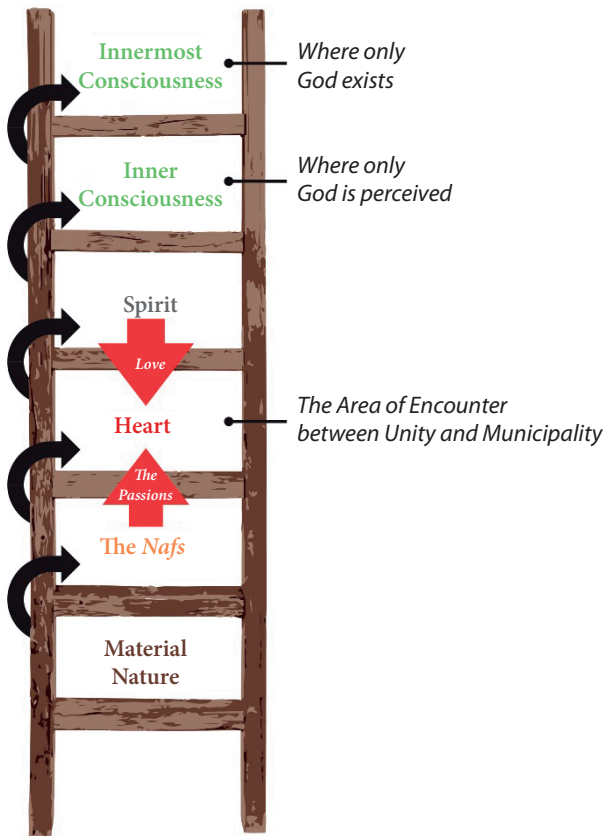 Innermost
Consciousness
Where only
God exists
Inner
Consciousness
Where only
God is perceived
Spirit
Love
Heart
The Area of Encounter
between Unity and Municipality
The
Passions
The Nafs
Material
Nature